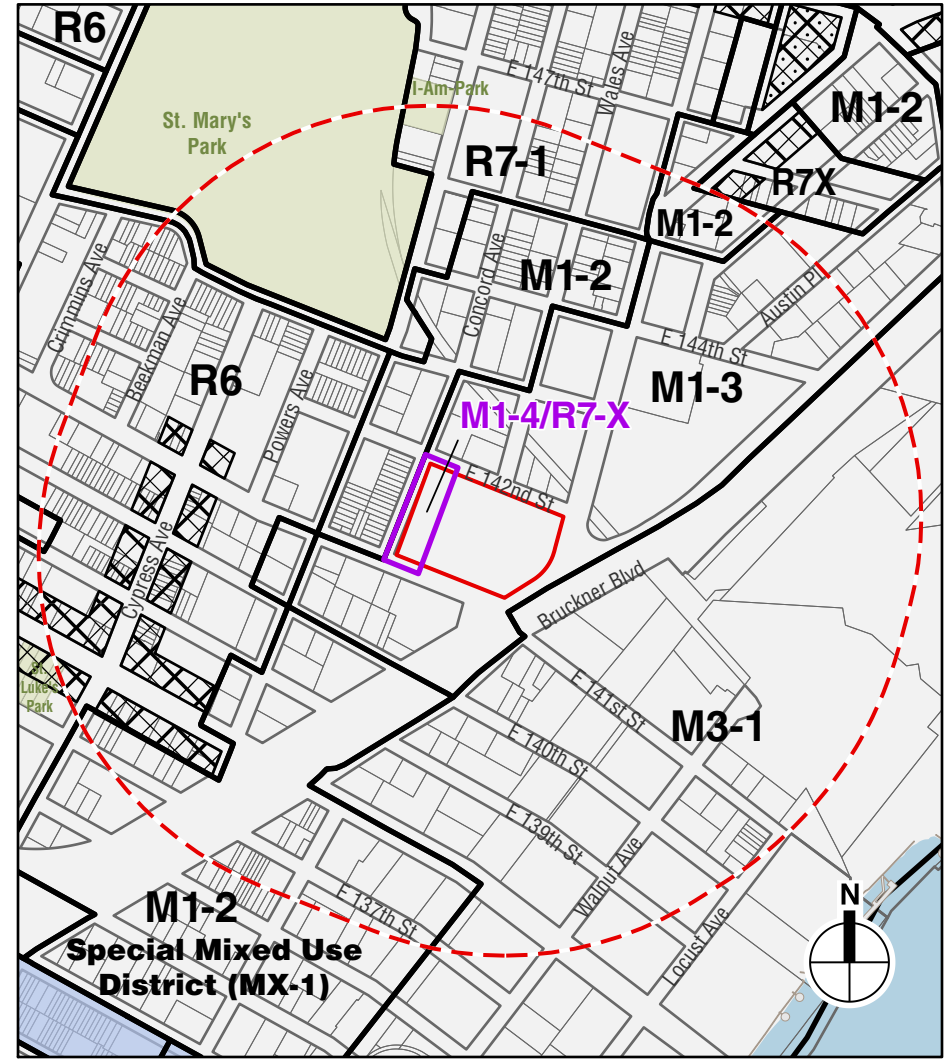 R6
I-Am-Park
E 147th St
Wales Ave
M1-2
St. Mary's
Park
R7-1
R7X
M1-2
Concord Ave
M1-2
Crimmins Ave
Beekman Ave
Austin Pl
E 144th St
R6
Powers Ave
M1-3
M1-4/R7-X
E 142nd St
Cypress Ave
Bruckner Blvd
St.
Luke's
Park
E 141st St
M3-1
E 140th St
E 139th St
Walnut Ave
M1-2
E 137th St
Locust Ave
N
Special Mixed Use
District (MX-1)